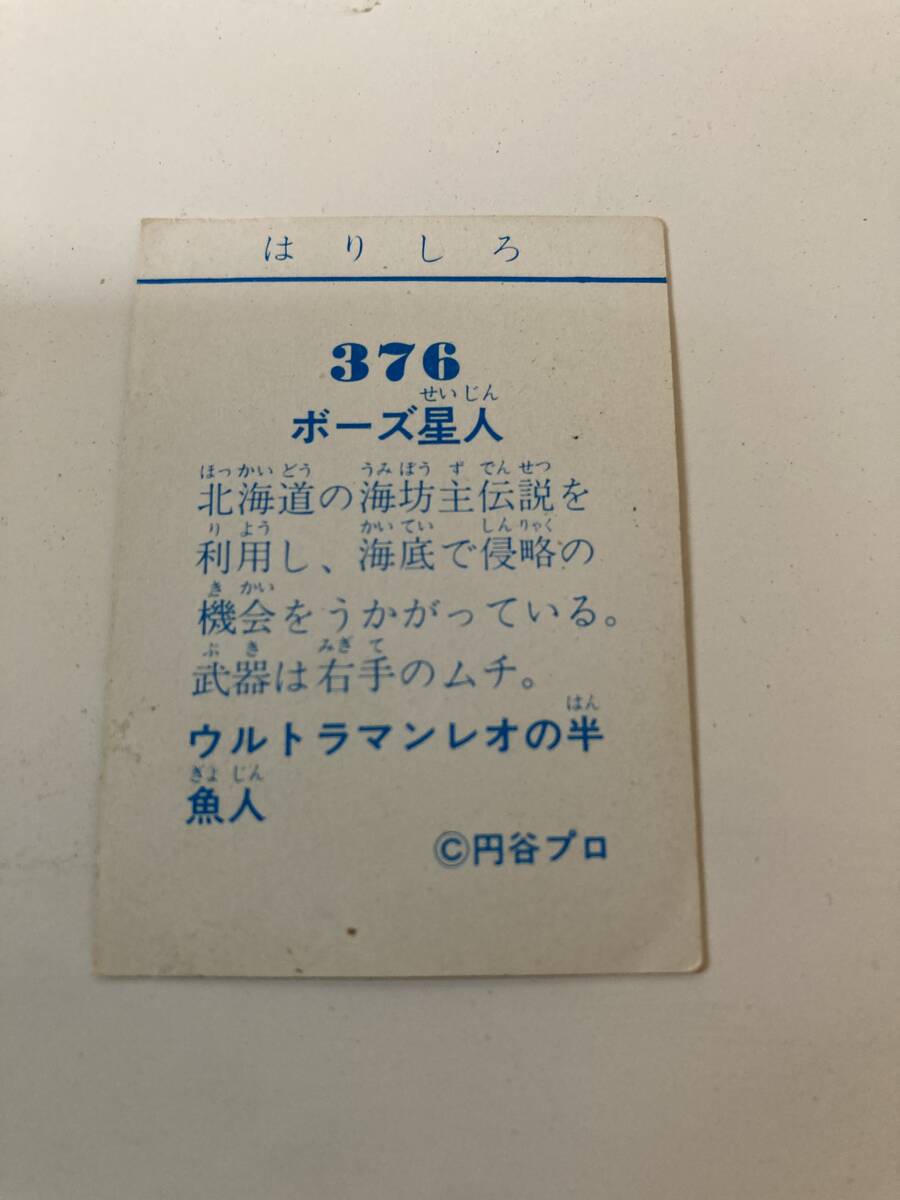 はりしろ
376
せいじん
ボーズ星人
ほっかいどう うみぼうずでんせつ
北海道の海坊主伝説を
りよう かいてい しんりゃく
利用し、海底で侵略の
きかい
機会をうかがっている。
ぶき みぎて
武器は右手のムチ。
はん
ウルトラマンレオの半
ぎょじん
魚人
©円谷プロ